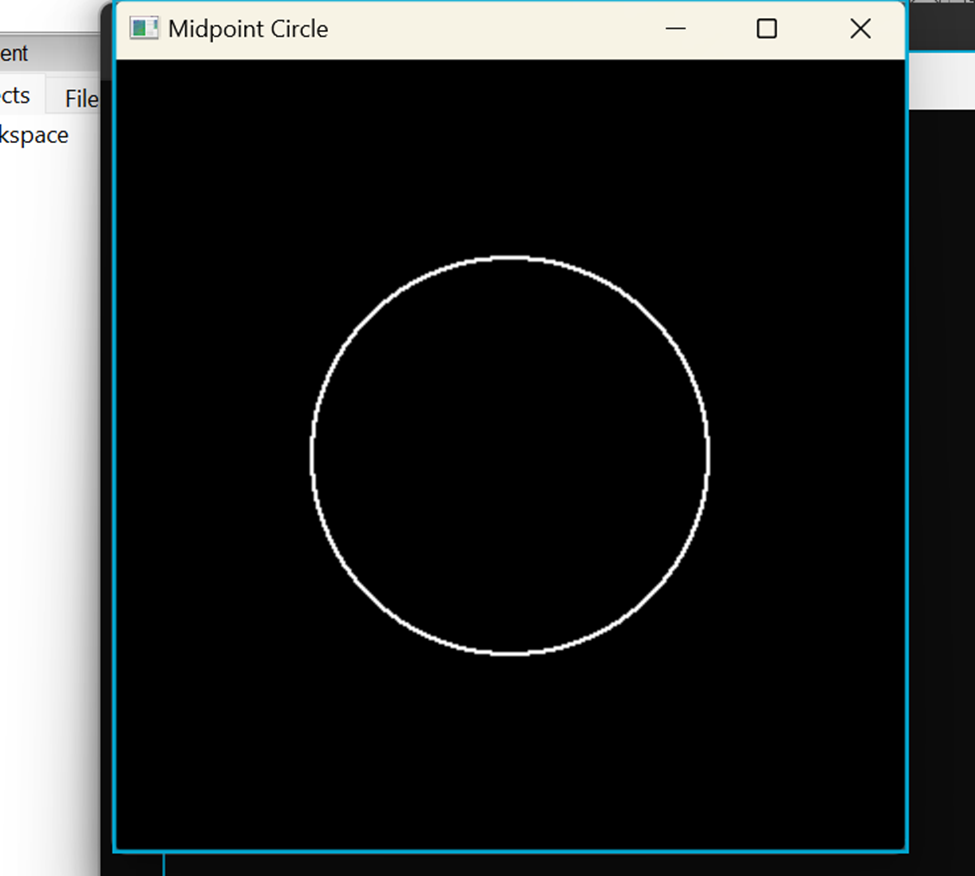 Midpoint Circle
ent
cts File
kspace